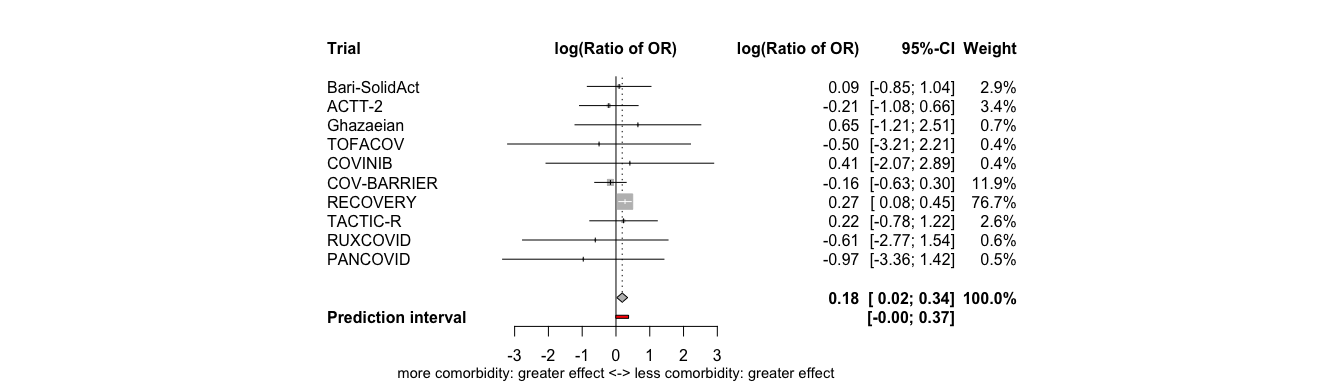 Trial log(Ratio of OR) log(Ratio of OR) 95%-CI Weight
Bari-SolidAct 0.09 [-0.85; 1.04] 2.9%
ACTT-2 -0.21 [-1.08; 0.66] 3.4%
Ghazaeian 0.65 [-1.21; 2.51] 0.7%
TOFACOV -0.50 [-3.21; 2.21] 0.4%
COVINIB 0.41 [-2.07; 2.89] 0.4%
COV-BARRIER -0.16 [-0.63; 0.30] 11.9%
RECOVERY 0.27 [ 0.08; 0.45] 76.7%
TACTIC-R 0.22 [-0.78; 1.22] 2.6%
RUXCOVID -0.61 [-2.77; 1.54] 0.6%
PANCOVID -0.97 [-3.36; 1.42] 0.5%
0.18 [ 0.02; 0.34] 100.0%
Prediction interval [-0.00; 0.37]
-3 -2 -1 0 1 2 3
more comorbidity: greater effect <-> less comorbidity: greater effect